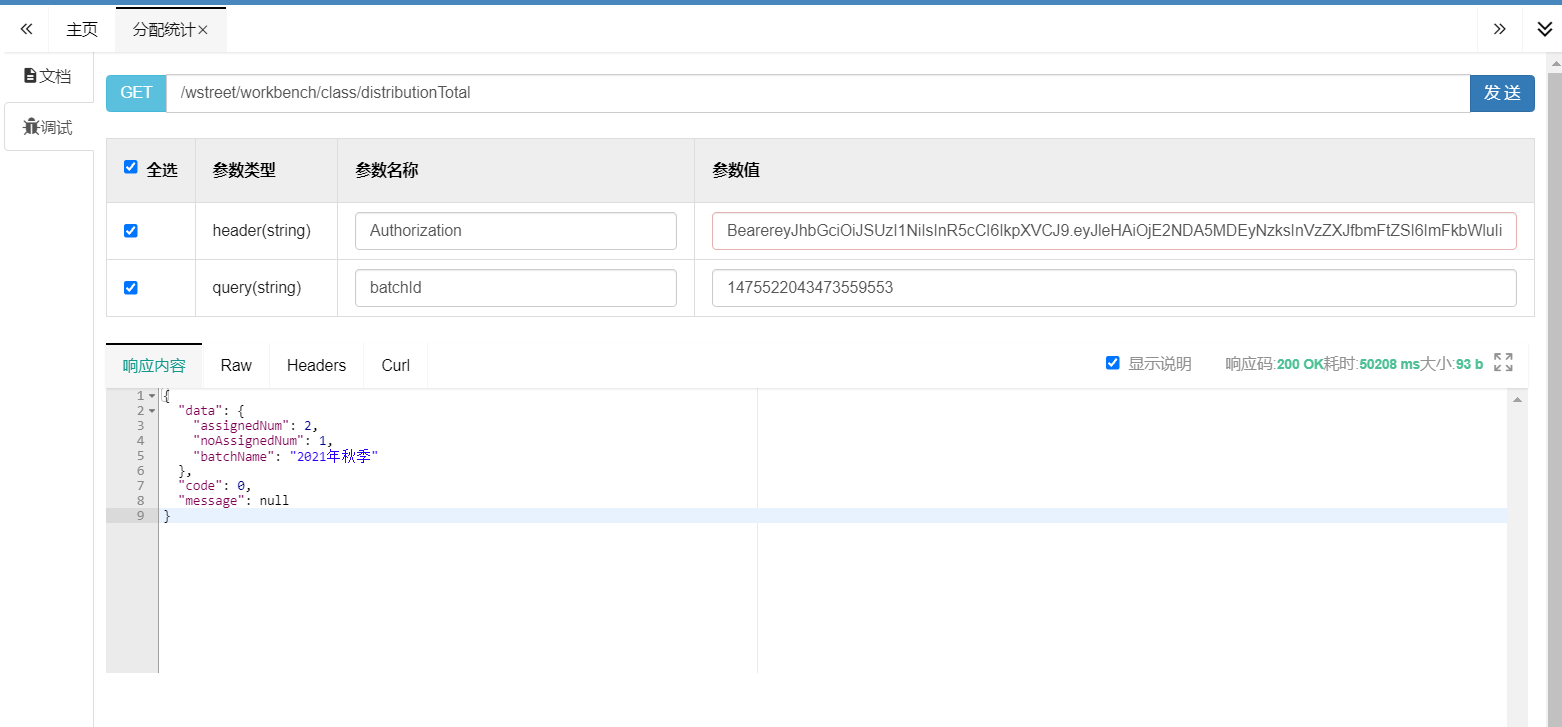 主页
分配统计×
文档
调试
GET
/wstreet/workbench/class/distributionTotal
发 送
全选
参数类型
参数名称
参数值
header(string)
Authorization
BearereyJhbGciOiJSUzI1NiIsInR5cCI6IkpXVCJ9.eyJleHAiOjE2NDA5MDEyNzksInVzZXJfbmFtZSI6ImFkbWluIi
query(string)
batchId
1475522043473559553
响应内容
Raw
Headers
Curl
显示说明
响应码:200 OK耗时:50208 ms大小:93 b
1 {
2 "data": {
3 "assignedNum": 2,
4 "noAssignedNum": 1,
5 "batchName": "2021年秋季"
6 },
7 "code": 0,
8 "message": null
9 }